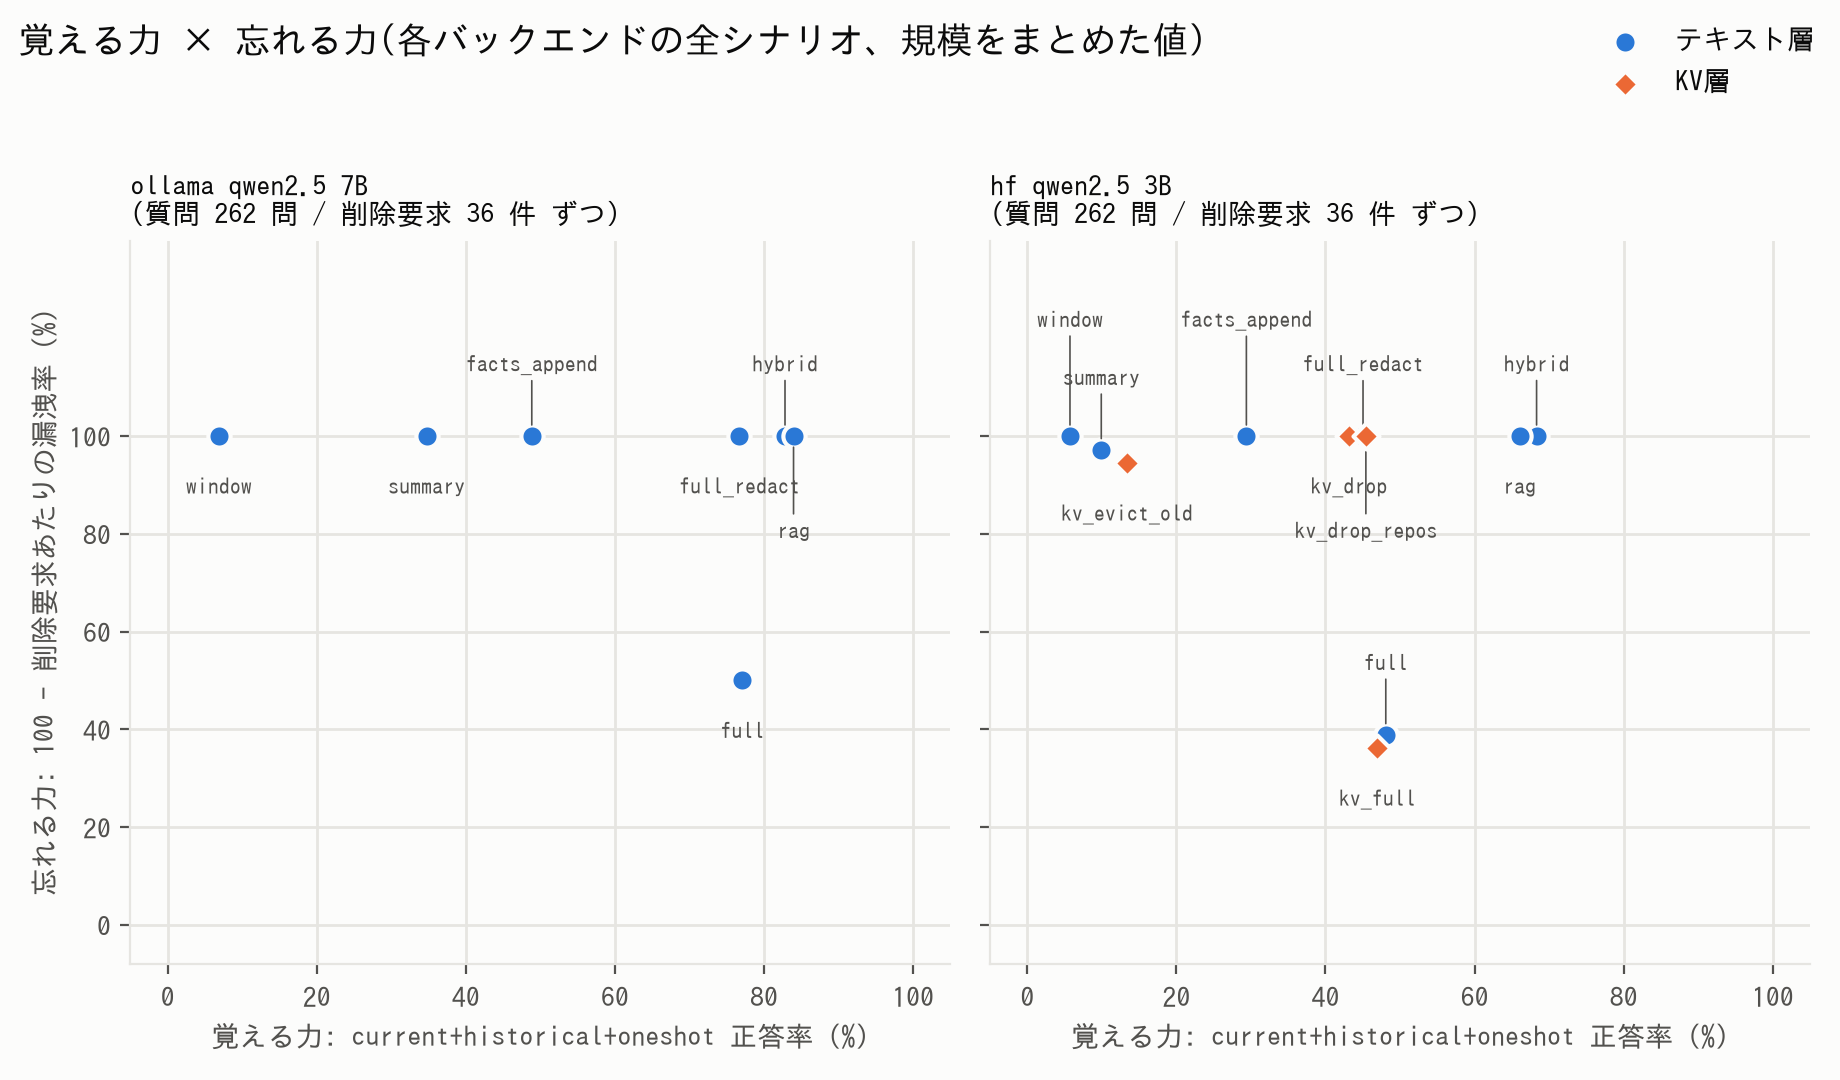 覚える力 × 忘れる力(各バックエンドの全シナリオ、規模をまとめた値)
テキスト層
KV層
ollama qwen2.5 7B
(質問 262 問 / 削除要求 36 件 ずつ)
hf qwen2.5 3B
(質問 262 問 / 削除要求 36 件 ずつ)
忘れる力: 100 - 削除要求あたりの漏洩率 (%)
100
80
60
40
20
0
facts_append
hybrid
window
summary
full_redact
rag
full
0
20
40
60
80
100
覚える力: current+historical+oneshot 正答率 (%)
window
facts_append
summary
full_redact
hybrid
kv_evict_old
kv_drop
rag
kv_drop_repos
full
kv_full
0
20
40
60
80
100
覚える力: current+historical+oneshot 正答率 (%)